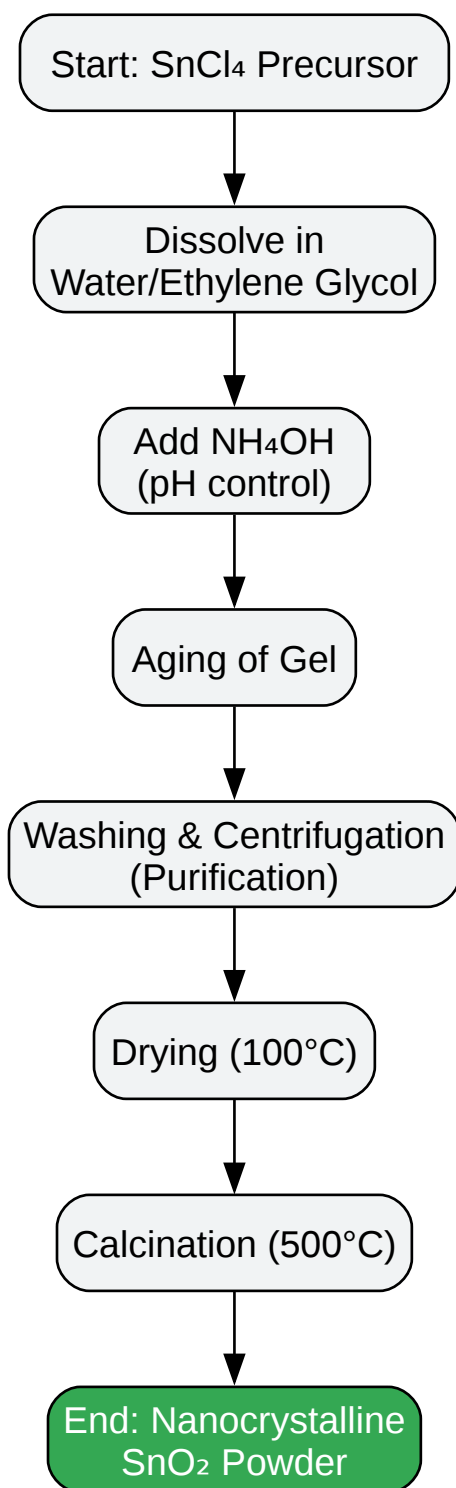 Start: SnCl₄ Precursor
Dissolve in
Water/Ethylene Glycol
Add NH₄OH
(pH control)
Aging of Gel
Washing & Centrifugation
(Purification)
Drying (100°C)
Calcination (500°C)
End: Nanocrystalline
SnO₂ Powder